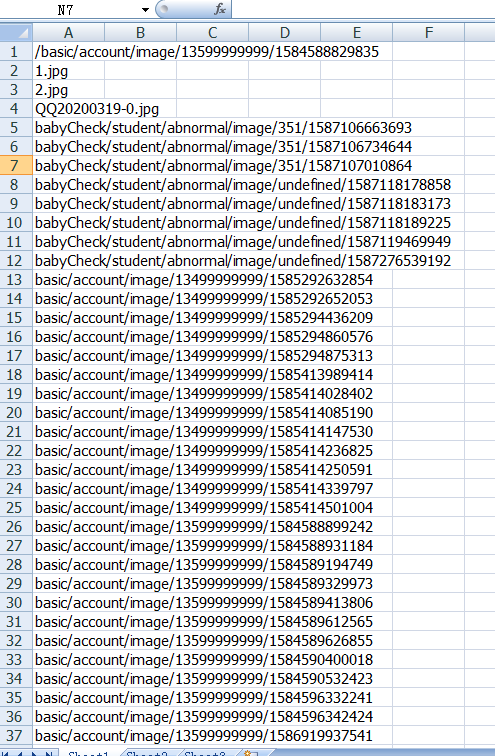 N7 fx
A B C D E F
1 /basic/account/image/13599999999/1584588829835
2 1.jpg
3 2.jpg
4 QQ20200319-0.jpg
5 babyCheck/student/abnormal/image/351/1587106663693
6 babyCheck/student/abnormal/image/351/1587106734644
7 babyCheck/student/abnormal/image/351/1587107010864
8 babyCheck/student/abnormal/image/undefined/1587118178858
9 babyCheck/student/abnormal/image/undefined/1587118183173
10 babyCheck/student/abnormal/image/undefined/1587118189225
11 babyCheck/student/abnormal/image/undefined/1587119469949
12 babyCheck/student/abnormal/image/undefined/1587276539192
13 basic/account/image/13499999999/1585292632854
14 basic/account/image/13499999999/1585292652053
15 basic/account/image/13499999999/1585294436209
16 basic/account/image/13499999999/1585294860576
17 basic/account/image/13499999999/1585294875313
18 basic/account/image/13499999999/1585413989414
19 basic/account/image/13499999999/1585414028402
20 basic/account/image/13499999999/1585414085190
21 basic/account/image/13499999999/1585414147530
22 basic/account/image/13499999999/1585414236825
23 basic/account/image/13499999999/1585414250591
24 basic/account/image/13499999999/1585414339797
25 basic/account/image/13499999999/1585414501004
26 basic/account/image/13599999999/1584588899242
27 basic/account/image/13599999999/1584588931184
28 basic/account/image/13599999999/1584589194749
29 basic/account/image/13599999999/1584589329973
30 basic/account/image/13599999999/1584589413806
31 basic/account/image/13599999999/1584589612565
32 basic/account/image/13599999999/1584589626855
33 basic/account/image/13599999999/1584590400018
34 basic/account/image/13599999999/1584590532423
35 basic/account/image/13599999999/1584596332241
36 basic/account/image/13599999999/1584596342424
37 basic/account/image/13599999999/1586919937541
Sheet1 Sheet2 Sheet3